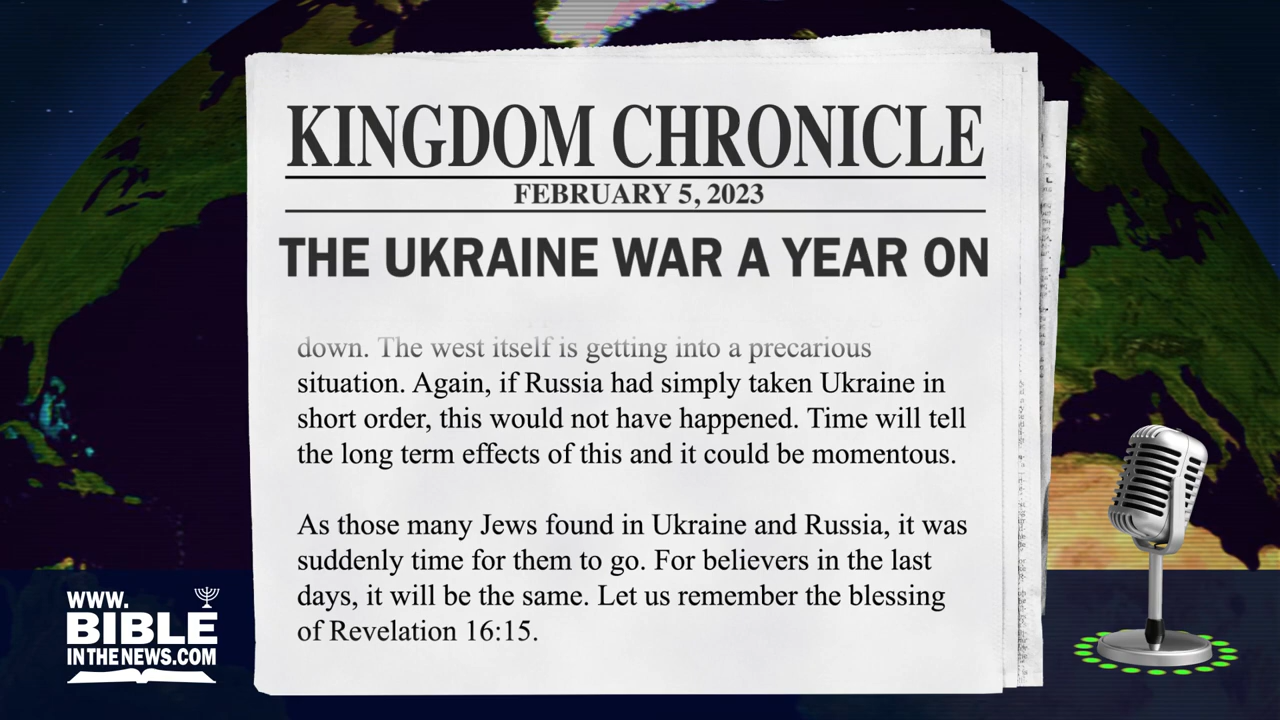 KINGDOM CHRONICLE
FEBRUARY 5, 2023
THE UKRAINE WAR A YEAR ON
down. The west itself is getting into a precarious
situation. Again, if Russia had simply taken Ukraine in
short order, this would not have happened. Time will tell
the long term effects of this and it could be momentous.
As those many Jews found in Ukraine and Russia, it was
suddenly time for them to go. For believers in the last
days, it will be the same. Let us remember the blessing
of Revelation 16:15.
WWW.
BIBLE
INTHENEWS.COM